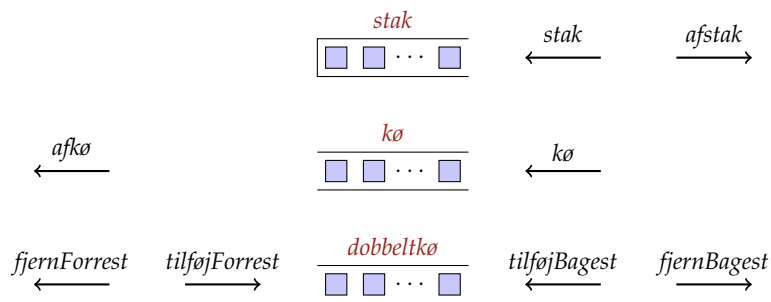 stak
stak afstak
··· 
kø
afkø kø
···
dobbeltkø
fjernForrest tilføjForrest tilføjBagest fjernBagest
···